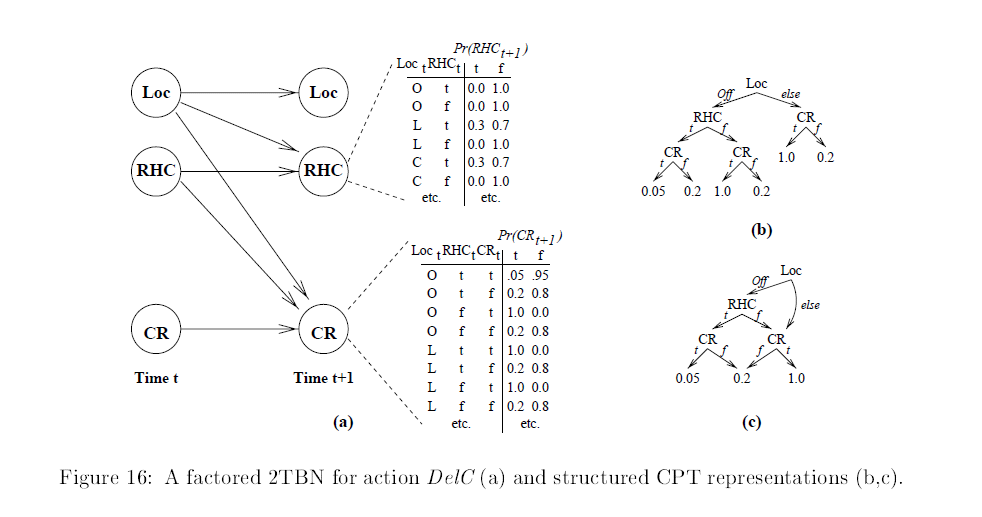 Loc
Loc
RHC
RHC
CR
CR
Time t
Time t+1
(a)
Pr(RHC t+1)
Loc t RHC t t f
O t 0.0 1.0
O f 0.0 1.0
L t 0.3 0.7
L f 0.0 1.0
C t 0.3 0.7
C f 0.0 1.0
etc. etc.
Pr(CR t+1)
Loc t RHC t CR t t f
O t t .05 .95
O t f 0.2 0.8
O f t 1.0 0.0
O f f 0.2 0.8
L t t 1.0 0.0
L t f 0.2 0.8
L f t 1.0 0.0
L f f 0.2 0.8
etc. etc.
Loc
Off else
RHC CR
t f t f
CR CR 1.0 0.2
t f t f
0.05 0.2 1.0 0.2
(b)
Loc
Off
RHC else
t f
CR CR
t f f t
0.05 0.2 1.0
(c)
Figure 16: A factored 2TBN for action DelC (a) and structured CPT representations (b,c).